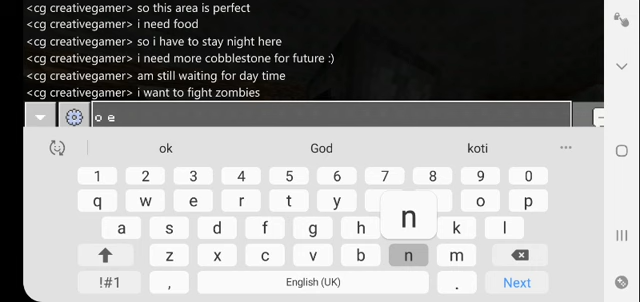 <cg creativegamer> so this area is perfect
<cg creativegamer> i need food
<cg creativegamer> so i have to stay night here
<cg creativegamer> i need more cobblestone for future :)
<cg creativegamer> am still waiting for day time
<cg creativegamer> i want to fight zombies
o e
ok God koti ...
1 2 3 4 5 6 7 8 9 0
q w e r t y o p
a s d f g h n k l
z x c v b n m
!#1 , English (UK) . Next